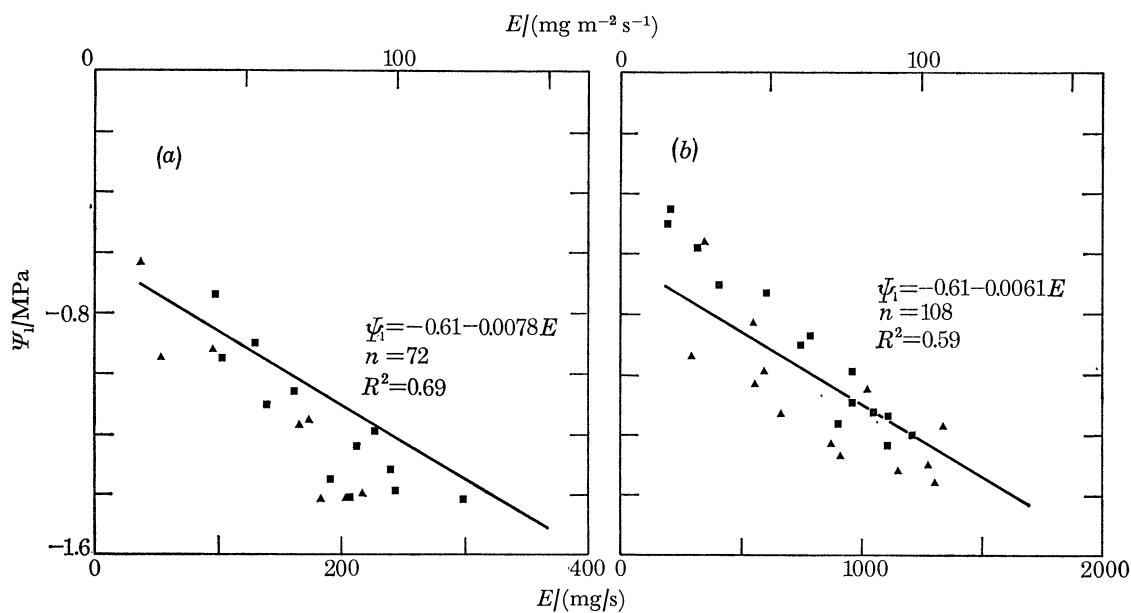 E/(mg m⁻² s⁻¹)
0 100 0 100
(a) (b)
Ψ₁/MPa
−0.8
−1.6
Ψ₁=−0.61−0.0078E
n =72
R²=0.69
Ψ₁=−0.61−0.0061E
n =108
R²=0.59
0 200 400 0 1000 2000
E/(mg/s)